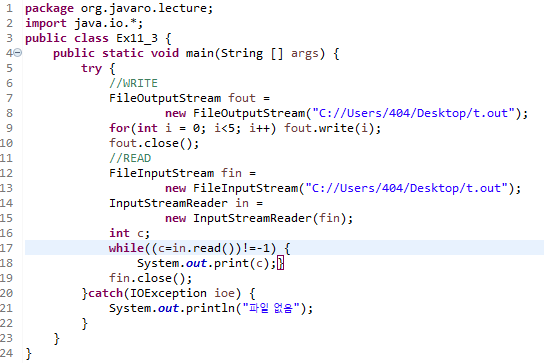 1 package org.javaro.lecture;
2 import java.io.*;
3 public class Ex11_3 {
4 public static void main(String [] args) {
5 try {
6 //WRITE
7 FileOutputStream fout =
8 new FileOutputStream("C://Users/404/Desktop/t.out");
9 for(int i = 0; i<5; i++) fout.write(i);
10 fout.close();
11 //READ
12 FileInputStream fin =
13 new FileInputStream("C://Users/404/Desktop/t.out");
14 InputStreamReader in =
15 new InputStreamReader(fin);
16 int c;
17 while((c=in.read())!=-1) {
18 System.out.print(c);}
19 fin.close();
20 }catch(IOException ioe) {
21 System.out.println("파일 없음");
22 }
23 }
24 }